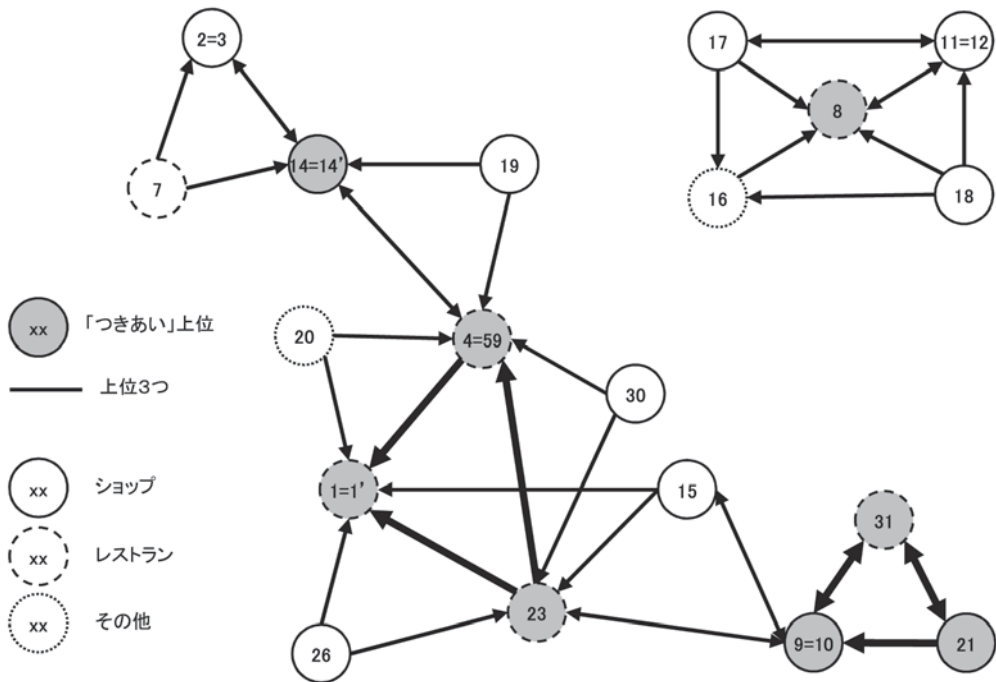 2=3
17
11=12
8
14=14'
19
7
16
18
xx
「つきあい」上位
20
4=59
上位３つ
30
xx
ショップ
1=1'
15
31
xx
レストラン
xx
その他
23
26
9=10
21